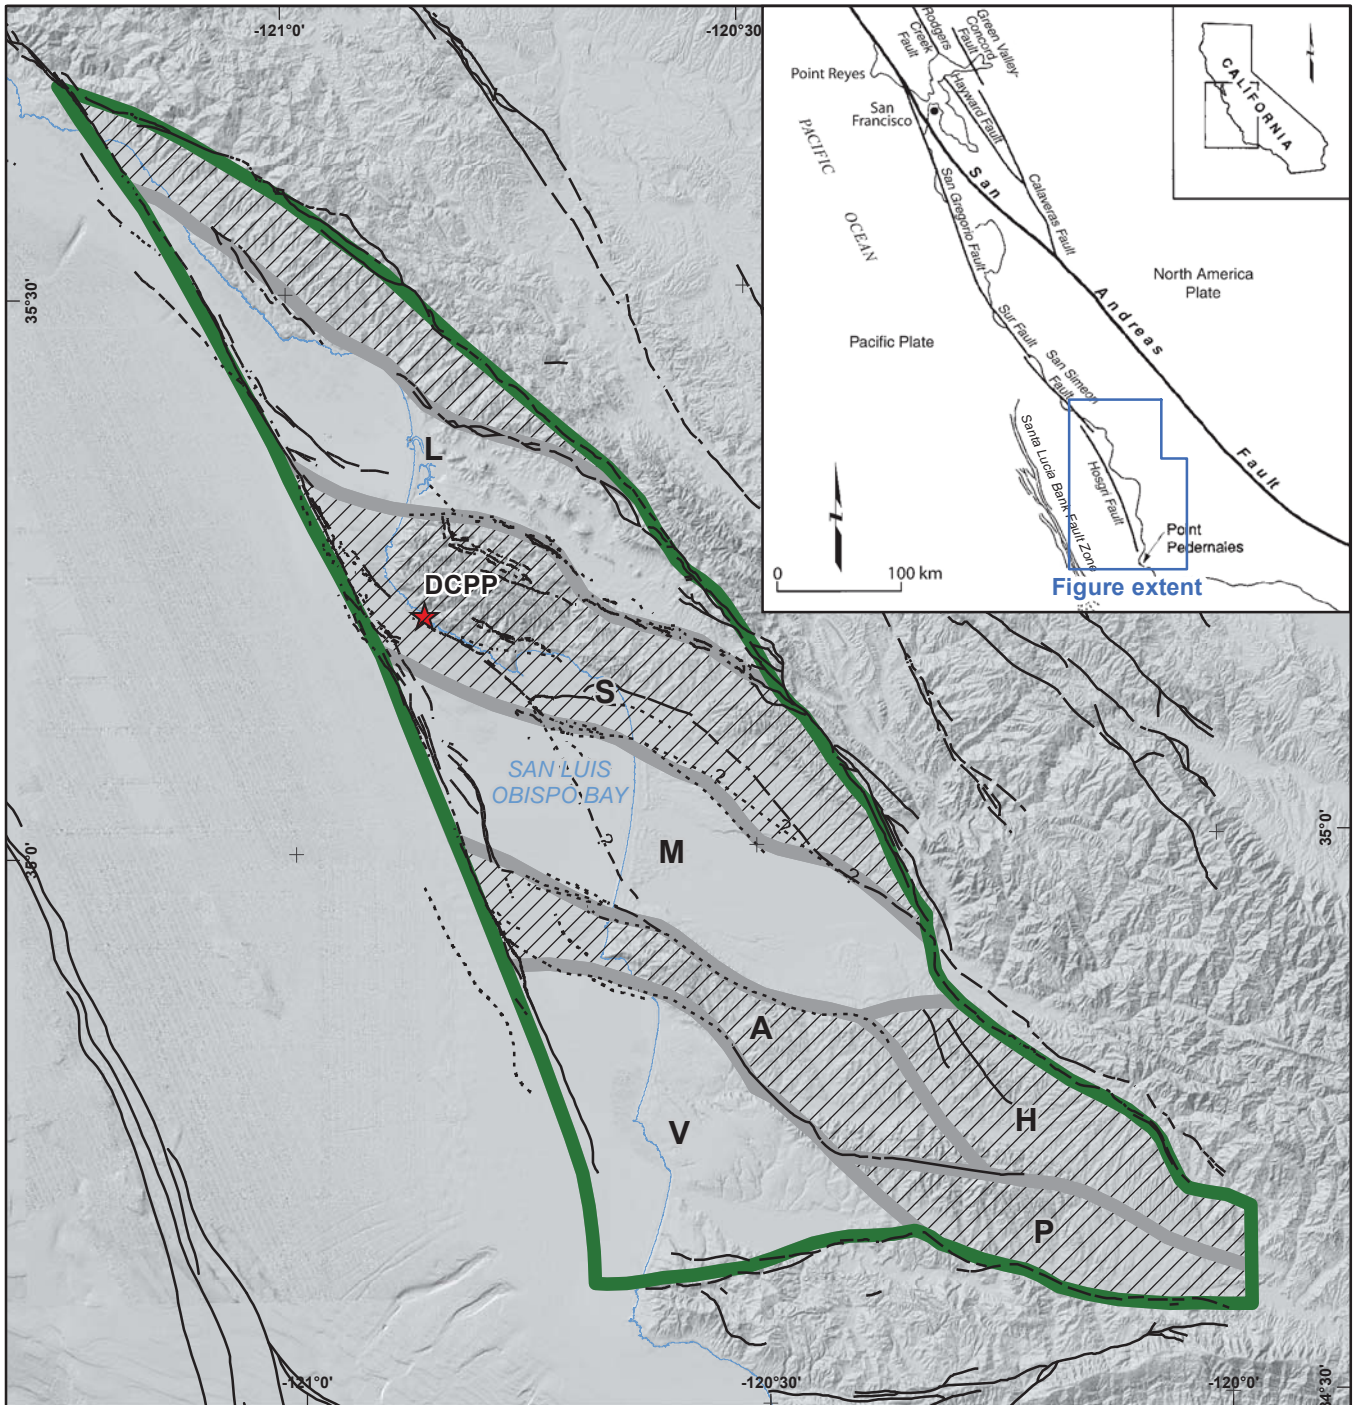 -121°0'
-120°30
35°30'
35°0'
L
DCPP
S
SAN LUIS
OBISPO BAY
?
?
?
?
M
A
V
H
P
35°0'
-121°0'
-120°30'
-120°0'
34°30'
Rodgers
Creek
Fault
Green Valley-
Concord
Fault
Point Reyes
San
Francisco
Hayward Fault
PACIFIC
OCEAN
San
Andreas
Fault
San Gregorio Fault
Calaveras Fault
North America
Plate
Pacific Plate
Sur Fault
San Simeon
Fault
Santa Lucia Bank Fault Zone
Hosgri Fault
Point
Pedernales
Figure extent
0
100 km
CALIFORNIA